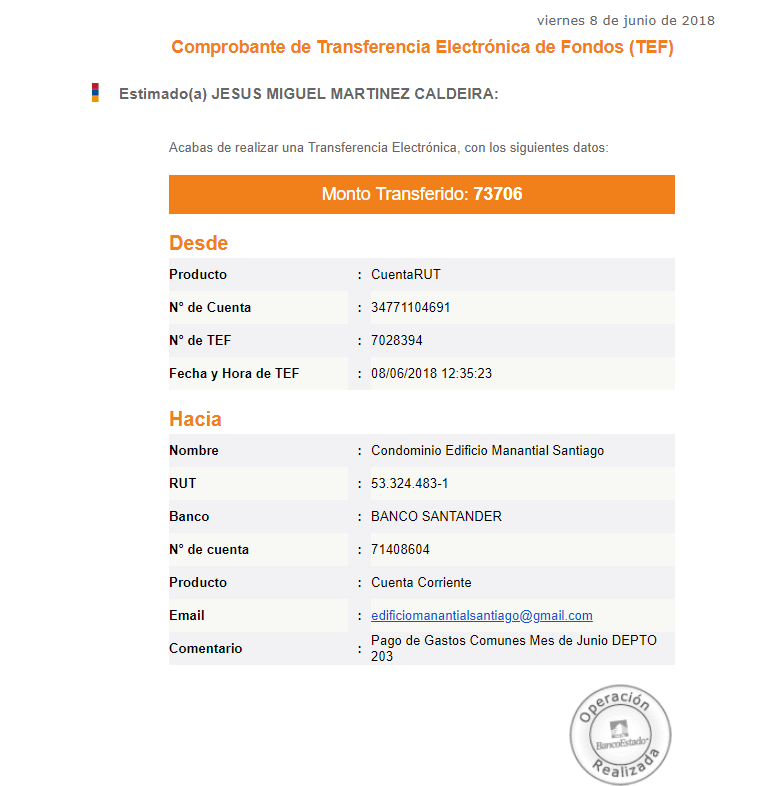 viernes 8 de junio de 2018
Comprobante de Transferencia Electrónica de Fondos (TEF)
Estimado(a) JESUS MIGUEL MARTINEZ CALDEIRA:
Acabas de realizar una Transferencia Electrónica, con los siguientes datos:
Monto Transferido: 73706
Desde
Producto : CuentaRUT
N° de Cuenta : 34771104691
N° de TEF : 7028394
Fecha y Hora de TEF : 08/06/2018 12:35:23
Hacia
Nombre : Condominio Edificio Manantial Santiago
RUT : 53.324.483-1
Banco : BANCO SANTANDER
N° de cuenta : 71408604
Producto : Cuenta Corriente
Email : edificiomanantialsantiago@gmail.com
Comentario : Pago de Gastos Comunes Mes de Junio DEPTO
203
Operación
BancoEstado
Realizada